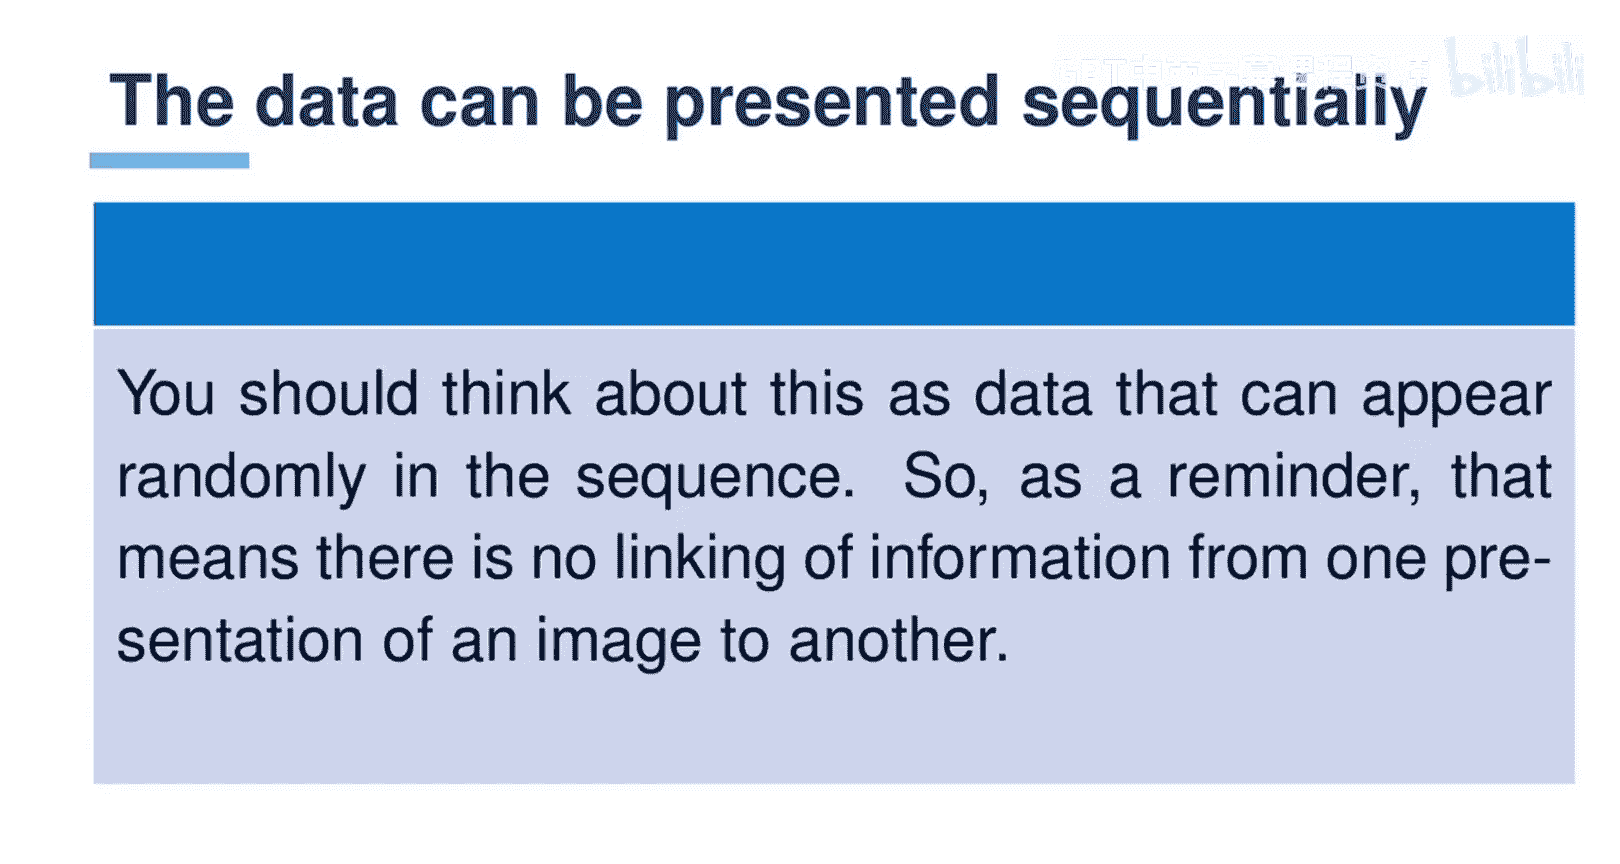 The data can be presented sequentially
You should think about this as data that can appear
randomly in the sequence. So, as a reminder, that
means there is no linking of information from one pre-
sentation of an image to another.
bilibili